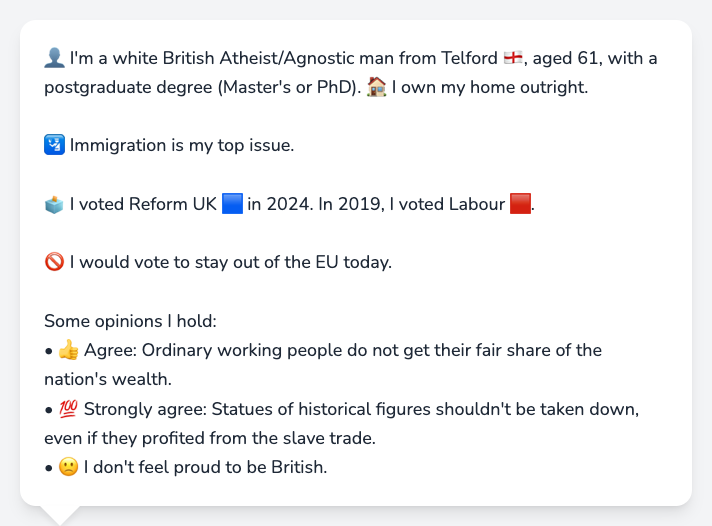 👤 I'm a white British Atheist/Agnostic man from Telford 🏴󠁧󠁢󠁥󠁮󠁧󠁿, aged 61, with a
postgraduate degree (Master's or PhD). 🏠 I own my home outright.
🛂 Immigration is my top issue.
🗳️ I voted Reform UK 🟦 in 2024. In 2019, I voted Labour 🟥.
🚫 I would vote to stay out of the EU today.
Some opinions I hold:
• 👍 Agree: Ordinary working people do not get their fair share of the
nation's wealth.
• 💯 Strongly agree: Statues of historical figures shouldn't be taken down,
even if they profited from the slave trade.
• 🙁 I don't feel proud to be British.